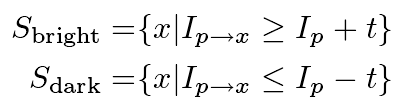 S_bright = {x|I_{p→x} ≥ I_p + t}
S_dark = {x|I_{p→x} ≤ I_p − t}